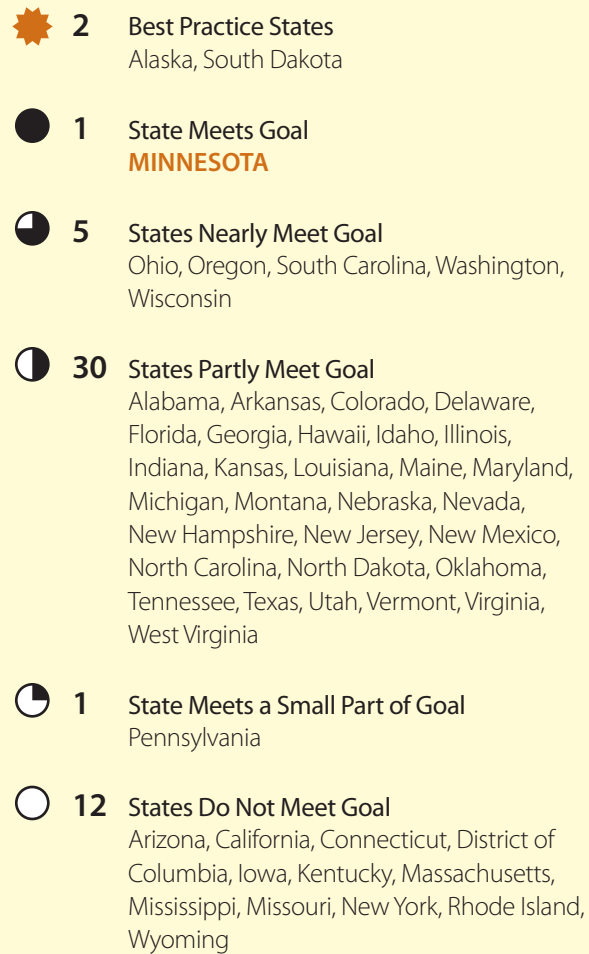 2 Best Practice States
Alaska, South Dakota
1 State Meets Goal
MINNESOTA
5 States Nearly Meet Goal
Ohio, Oregon, South Carolina, Washington,
Wisconsin
30 States Partly Meet Goal
Alabama, Arkansas, Colorado, Delaware,
Florida, Georgia, Hawaii, Idaho, Illinois,
Indiana, Kansas, Louisiana, Maine, Maryland,
Michigan, Montana, Nebraska, Nevada,
New Hampshire, New Jersey, New Mexico,
North Carolina, North Dakota, Oklahoma,
Tennessee, Texas, Utah, Vermont, Virginia,
West Virginia
1 State Meets a Small Part of Goal
Pennsylvania
12 States Do Not Meet Goal
Arizona, California, Connecticut, District of
Columbia, Iowa, Kentucky, Massachusetts,
Mississippi, Missouri, New York, Rhode Island,
Wyoming